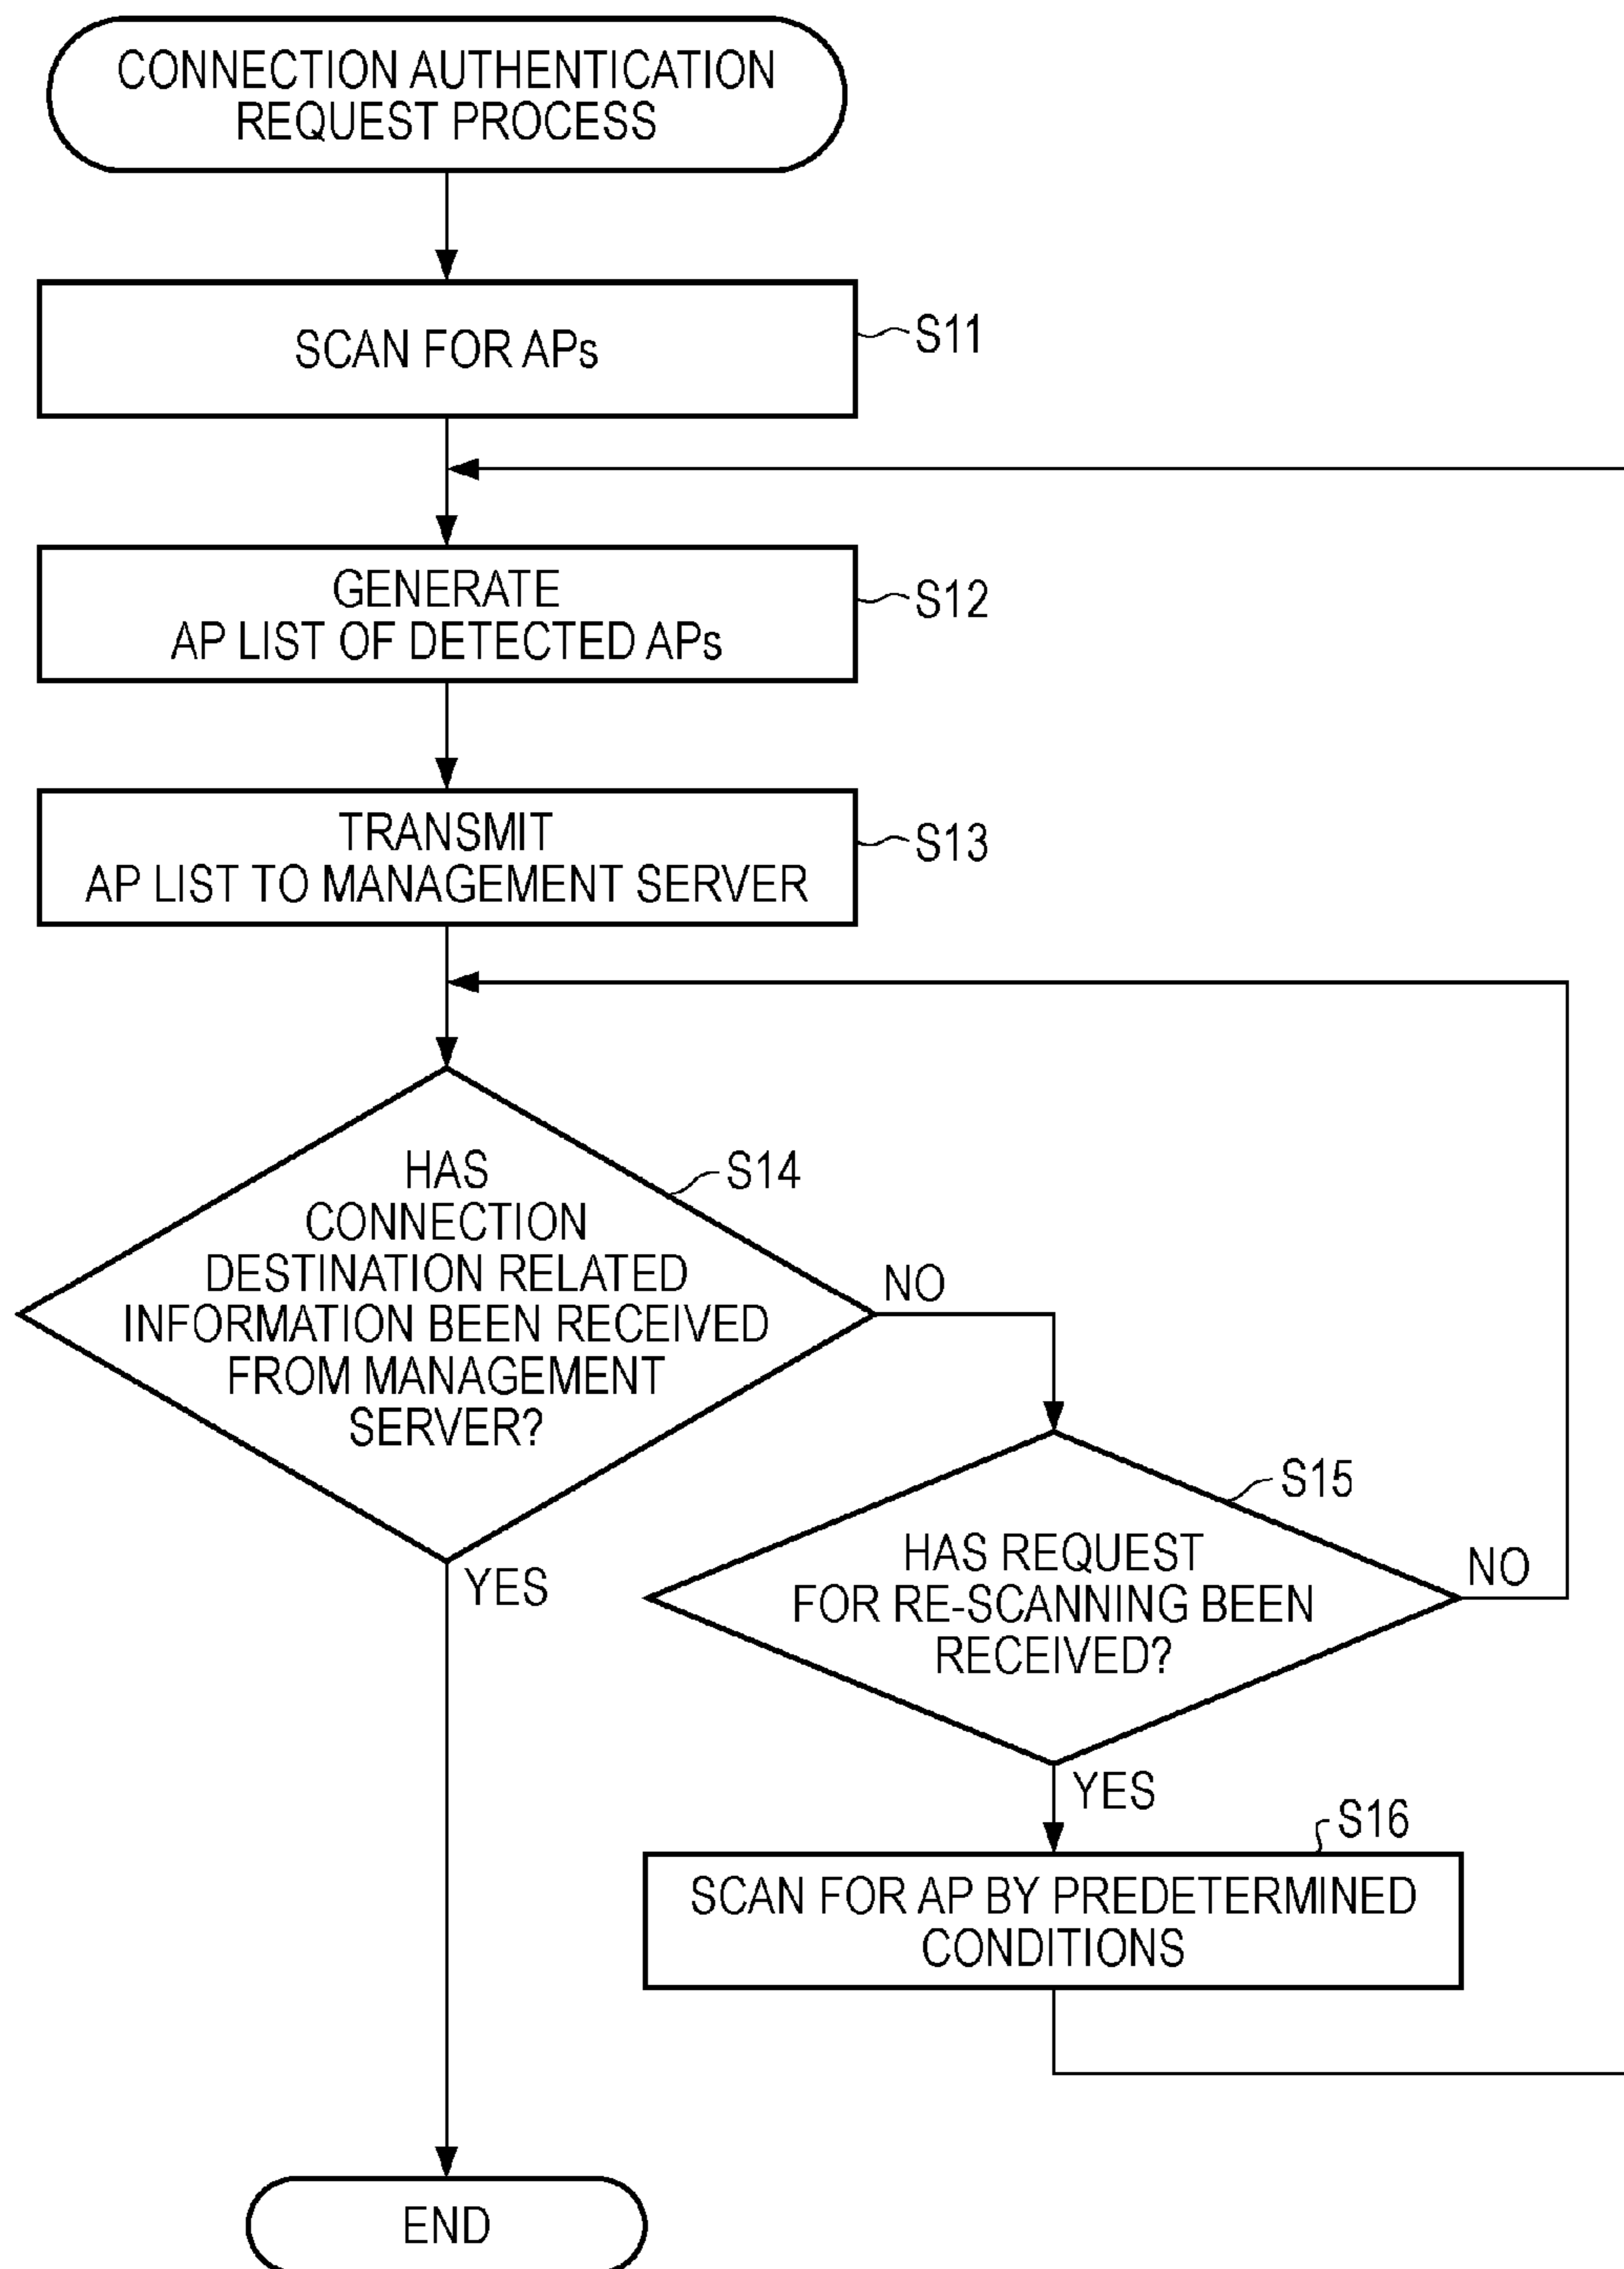 CONNECTION AUTHENTICATION
REQUEST PROCESS
SCAN FOR APs
S11
GENERATE
AP LIST OF DETECTED APs
S12
TRANSMIT
AP LIST TO MANAGEMENT SERVER
S13
HAS
CONNECTION
DESTINATION RELATED
INFORMATION BEEN RECEIVED
FROM MANAGEMENT
SERVER?
S14
NO
YES
HAS REQUEST
FOR RE-SCANNING BEEN
RECEIVED?
S15
NO
YES
SCAN FOR AP BY PREDETERMINED
CONDITIONS
S16
END